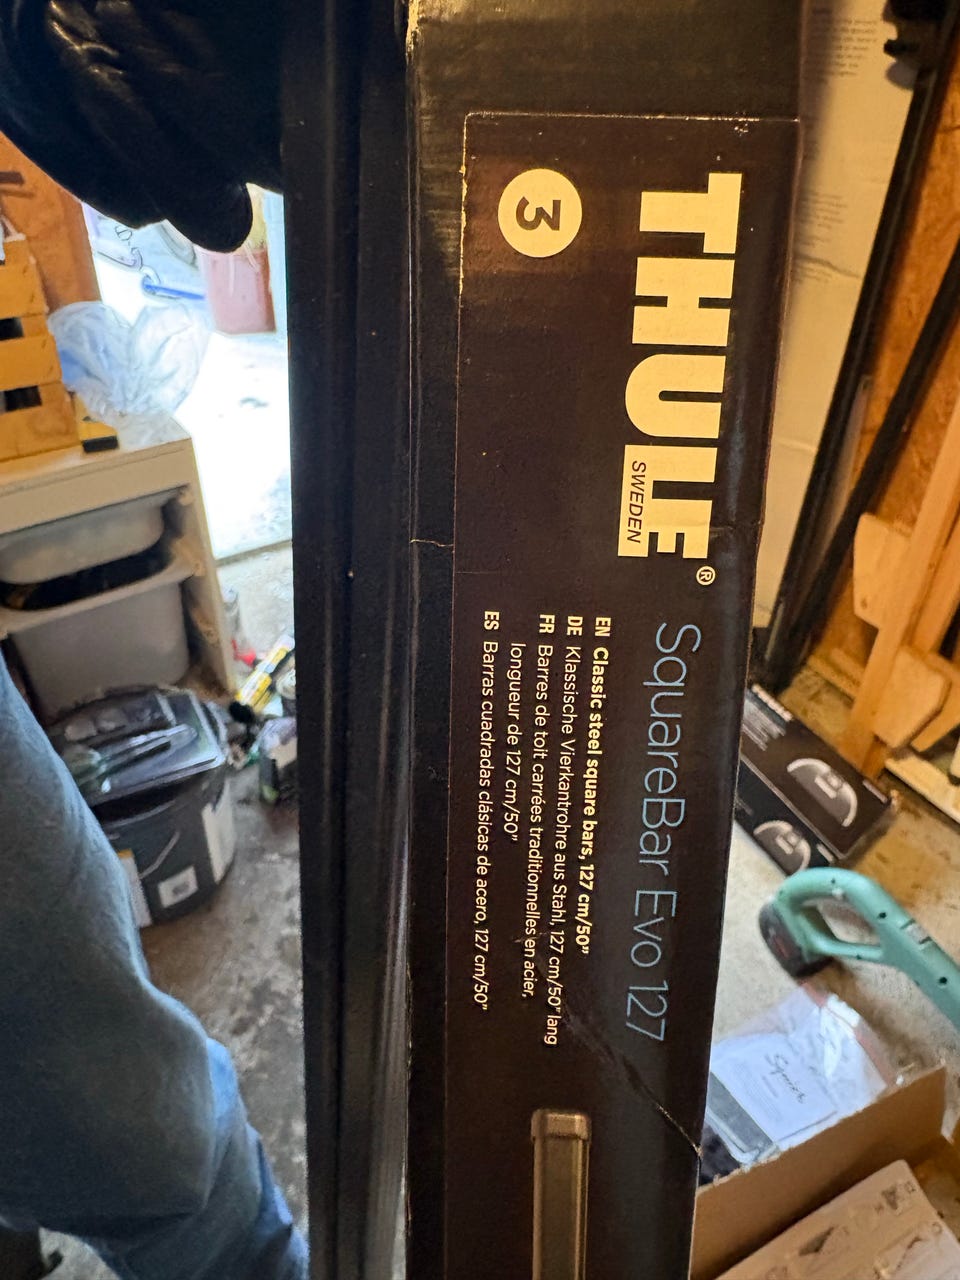 THULE®
SWEDEN
SquareBar Evo 127
3
EN Classic steel square bars, 127 cm/50"
DE Klassische Vierkantrohre aus Stahl, 127 cm/50" lang
FR Barres de toit carrées traditionnelles en acier,
longueur de 127 cm/50"
ES Barras cuadradas clásicas de acero, 127 cm/50"